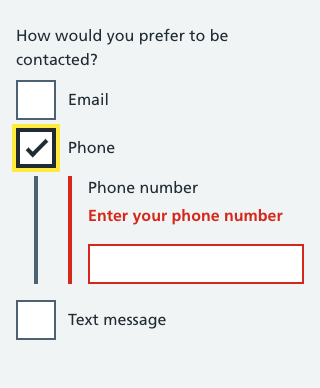 How would you prefer to be
contacted?
Email
Phone
Phone number
Enter your phone number
Text message